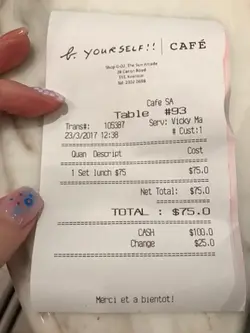 b. YOURSELF!! | CAFÉ
Cafe SA
Table #93
Trans#: 105387 Serv: Vicky Ma
23/3/2017 12:38 # Cust:1
Quan Descript Cost
1 Set lunch $75 $75.0
Net Total: $75.0
TOTAL : $75.0
CASH $100.0
Change $25.0
Merci et a bientot!